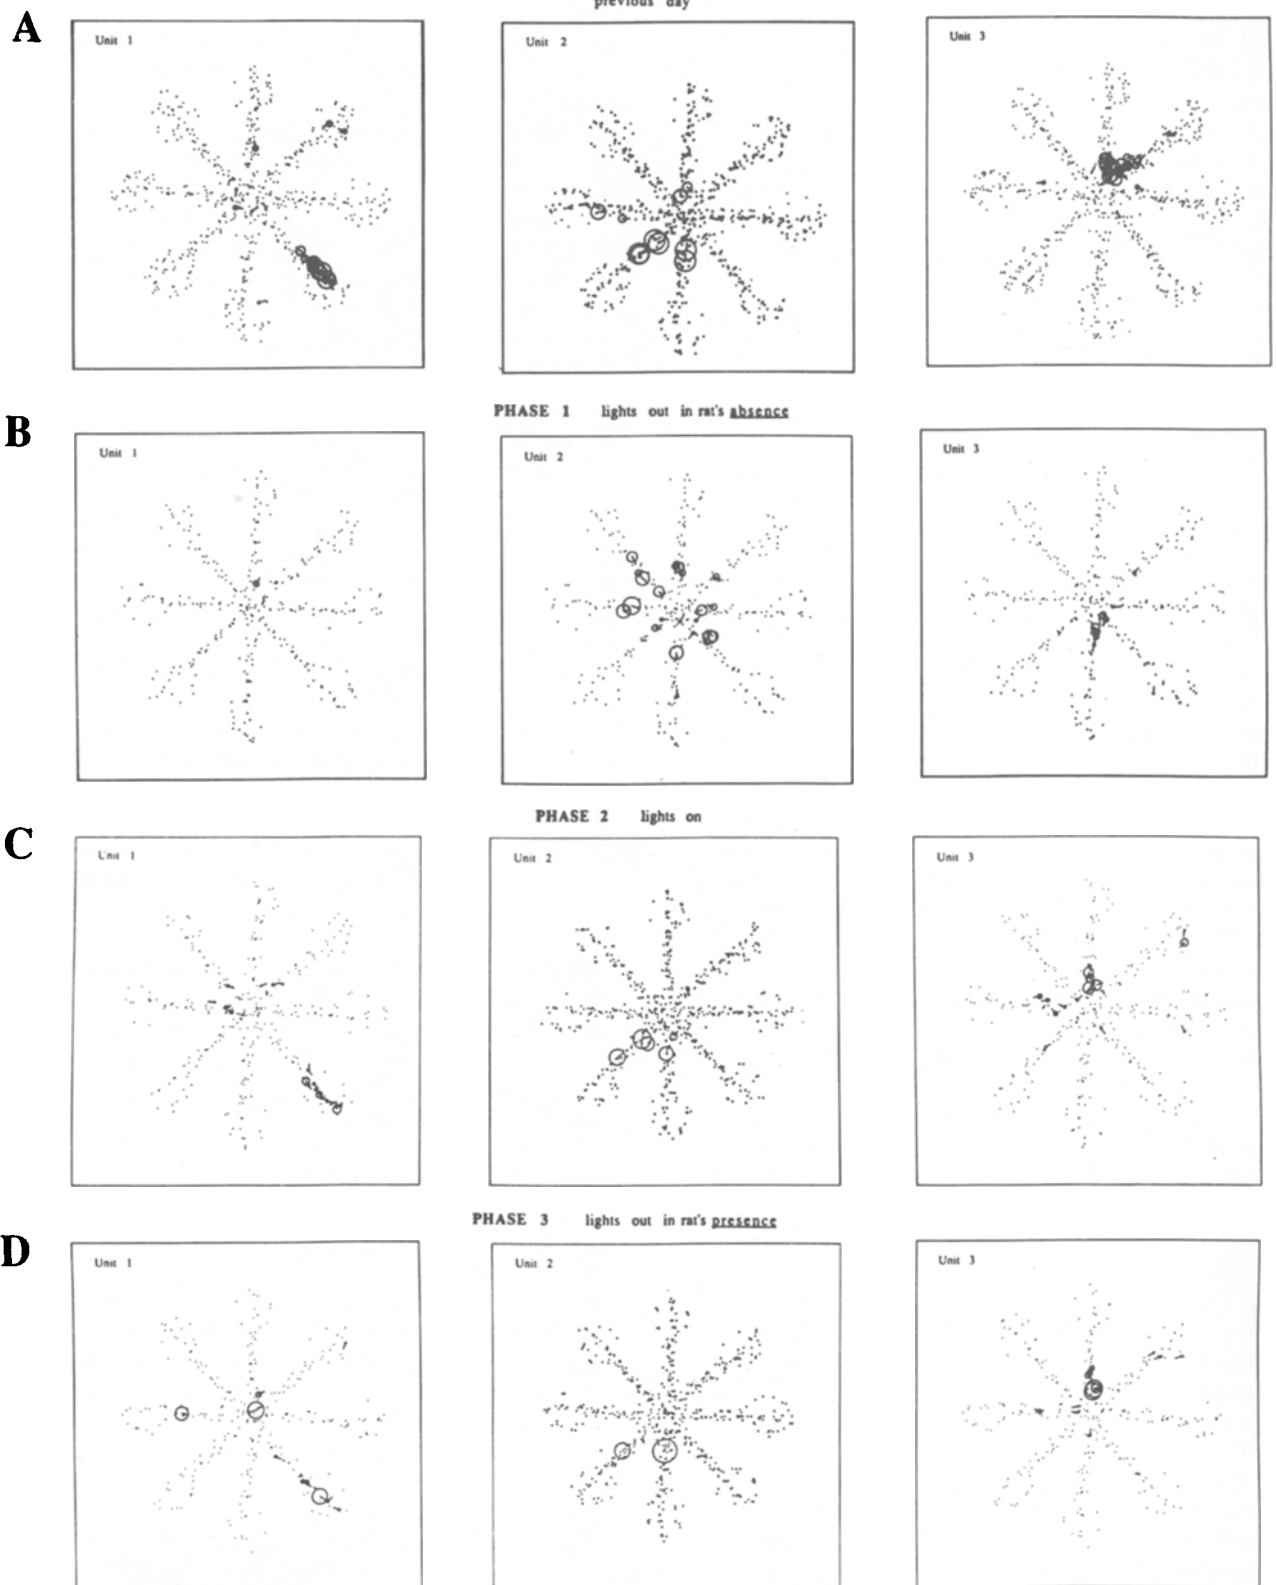 previous day
A
Unit 1
Unit 2
Unit 3
PHASE 1 lights out in rat's absence
B
Unit 1
Unit 2
Unit 3
PHASE 2 lights on
C
Unit 1
Unit 2
Unit 3
PHASE 3 lights out in rat's presence
D
Unit 1
Unit 2
Unit 3